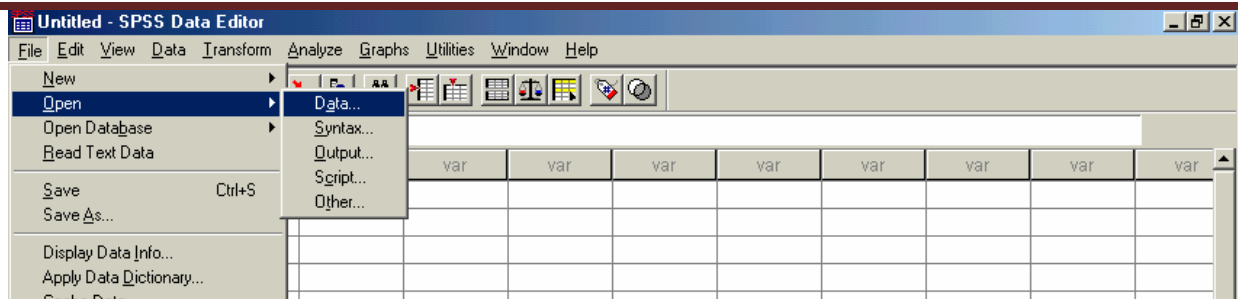 Untitled - SPSS Data Editor
File Edit View Data Transform Analyze Graphs Utilities Window Help
New
Open
Open Database
Read Text Data
Save Ctrl+S
Save As...
Display Data Info...
Apply Data Dictionary...
Data...
Syntax...
Output...
Script...
Other...
var var var var var var var var